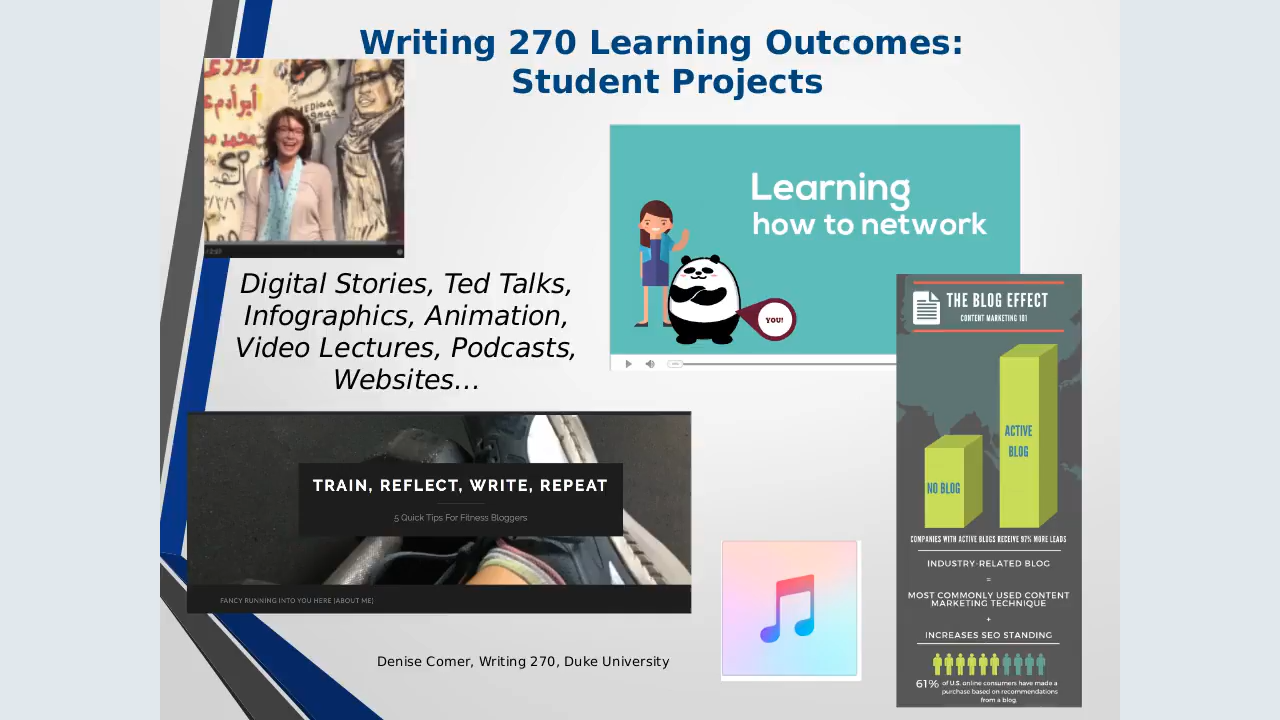 Writing 270 Learning Outcomes:
Student Projects
Learning
how to network
YOU!
Digital Stories, Ted Talks,
Infographics, Animation,
Video Lectures, Podcasts,
Websites...
THE BLOG EFFECT
CONTENT MARKETING 101
ACTIVE
BLOG
NO BLOG
COMPANIES WITH ACTIVE BLOGS RECEIVE 97% MORE LEADS
INDUSTRY-RELATED BLOG
=
MOST COMMONLY USED CONTENT
MARKETING TECHNIQUE
+
INCREASES SEO STANDING
61% of U.S. online consumers have made a
purchase based on recommendations
from a blog.
TRAIN, REFLECT, WRITE, REPEAT
5 Quick Tips For Fitness Bloggers
FANCY RUNNING INTO YOU HERE (ABOUT ME)
Denise Comer, Writing 270, Duke University